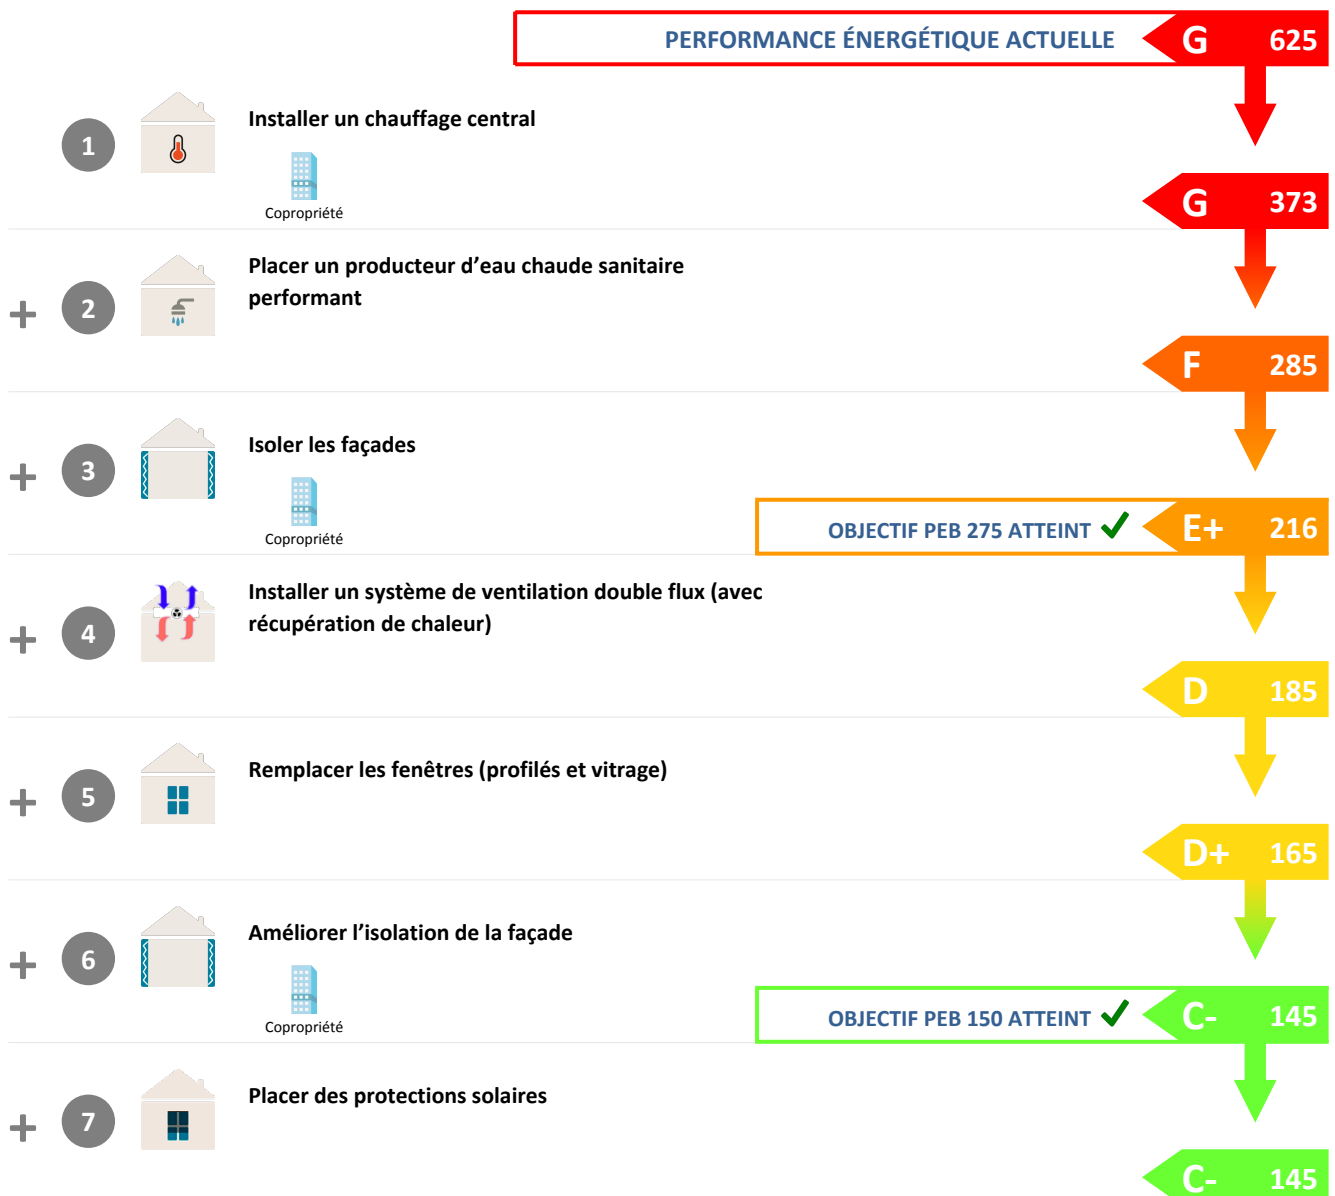 PERFORMANCE ÉNERGÉTIQUE ACTUELLE G 625
1 Installer un chauffage central
Copropriété
G 373
+ 2 Placer un producteur d’eau chaude sanitaire
performant
F 285
+ 3 Isoler les façades
Copropriété
OBJECTIF PEB 275 ATTEINT ✔ E+ 216
+ 4 Installer un système de ventilation double flux (avec
récupération de chaleur)
D 185
+ 5 Remplacer les fenêtres (profilés et vitrage)
D+ 165
+ 6 Améliorer l’isolation de la façade
Copropriété
OBJECTIF PEB 150 ATTEINT ✔ C- 145
+ 7 Placer des protections solaires
C- 145